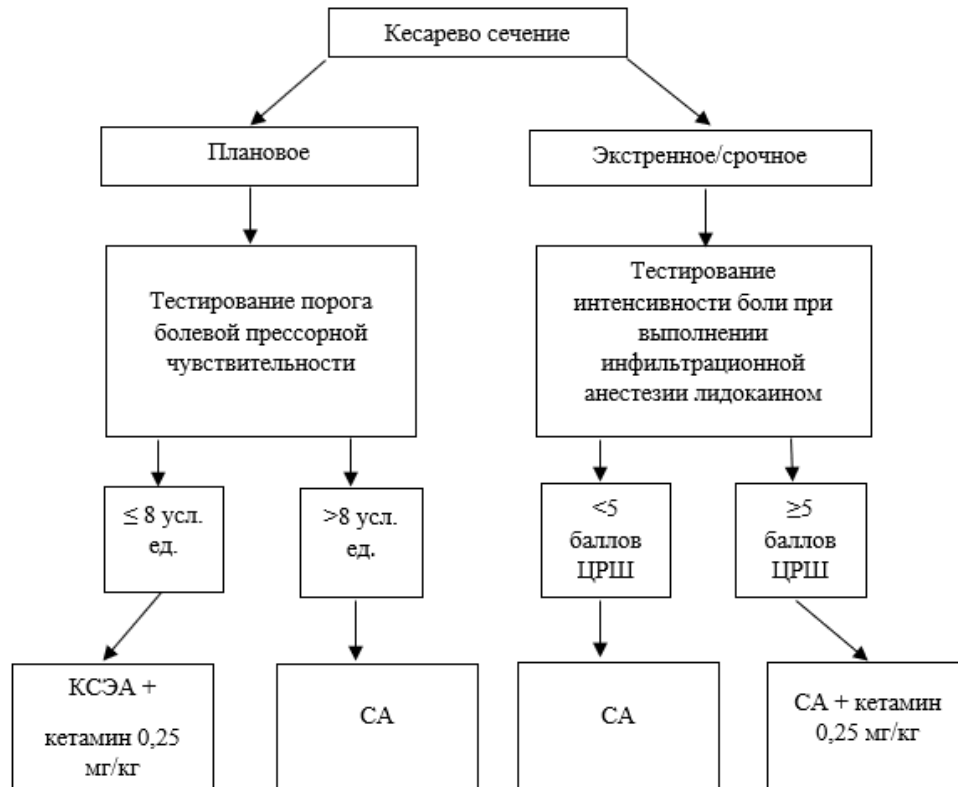 Кесарево сечение
Плановое
Экстренное/срочное
Тестирование порога
болевой прессорной
чувствительности
Тестирование
интенсивности боли при
выполнении
инфильтрационной
анестезии лидокаином
≤ 8 усл.
ед.
>8 усл.
ед.
<5
баллов
ЦРШ
≥5
баллов
ЦРШ
КСЭА +
кетамин 0,25
мг/кг
СА
СА
СА + кетамин
0,25 мг/кг